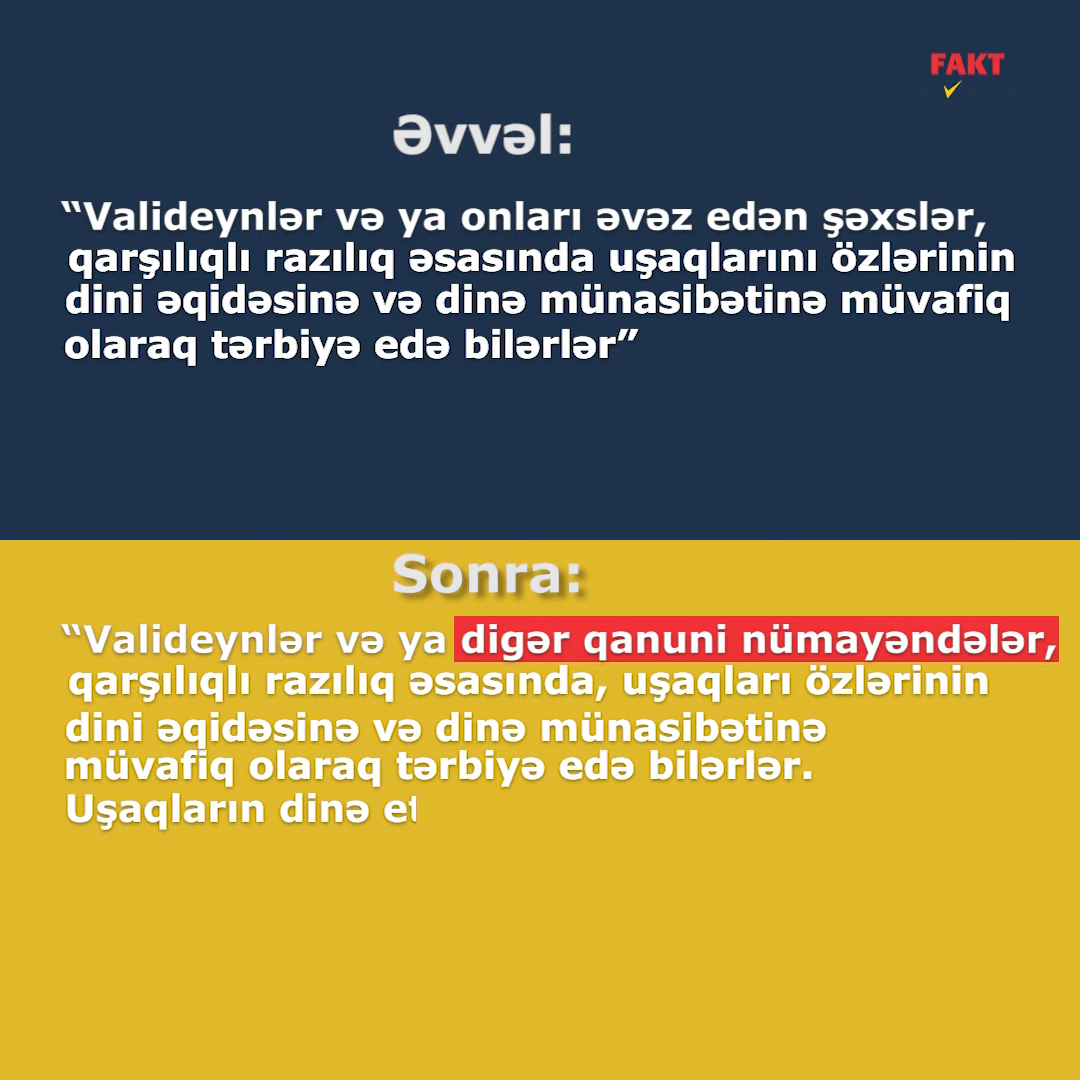 FAKT
Əvvəl:
“Valideynlər və ya onları əvəz edən şəxslər,
qarşılıqlı razılıq əsasında uşaqlarını özlərinin
dini əqidəsinə və dinə münasibətinə müvafiq
olaraq tərbiyə edə bilərlər”
Sonra:
“Valideynlər və ya digər qanuni nümayəndələr,
qarşılıqlı razılıq əsasında, uşaqları özlərinin
dini əqidəsinə və dinə münasibətinə
müvafiq olaraq tərbiyə edə bilərlər.
Uşaqların dinə